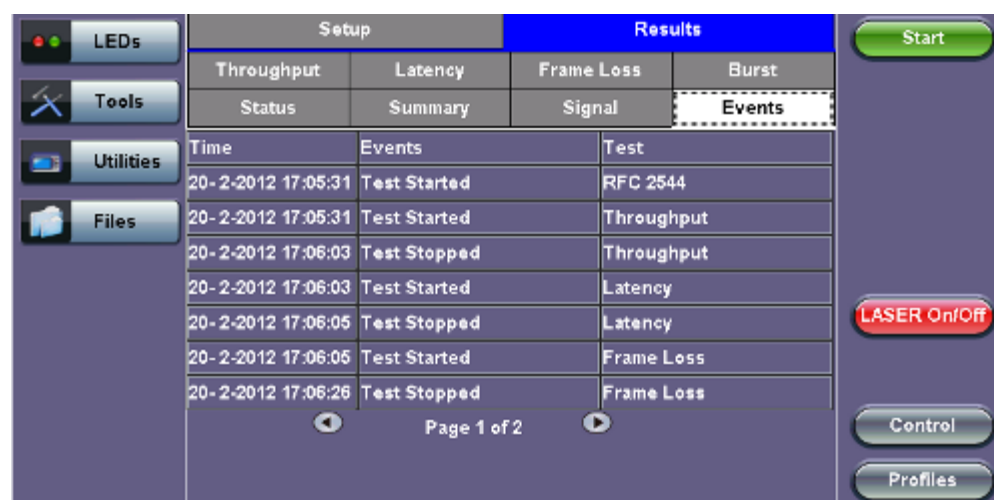 LEDs
Tools
Utilities
Files
Setup Results
Throughput Latency Frame Loss Burst
Status Summary Signal Events
Time Events Test
20- 2-2012 17:05:31 Test Started RFC 2544
20- 2-2012 17:05:31 Test Started Throughput
20- 2-2012 17:06:03 Test Stopped Throughput
20- 2-2012 17:06:03 Test Started Latency
20- 2-2012 17:06:05 Test Stopped Latency
20- 2-2012 17:06:05 Test Started Frame Loss
20- 2-2012 17:06:26 Test Stopped Frame Loss
Page 1 of 2
Start
LASER On/Off
Control
Profiles